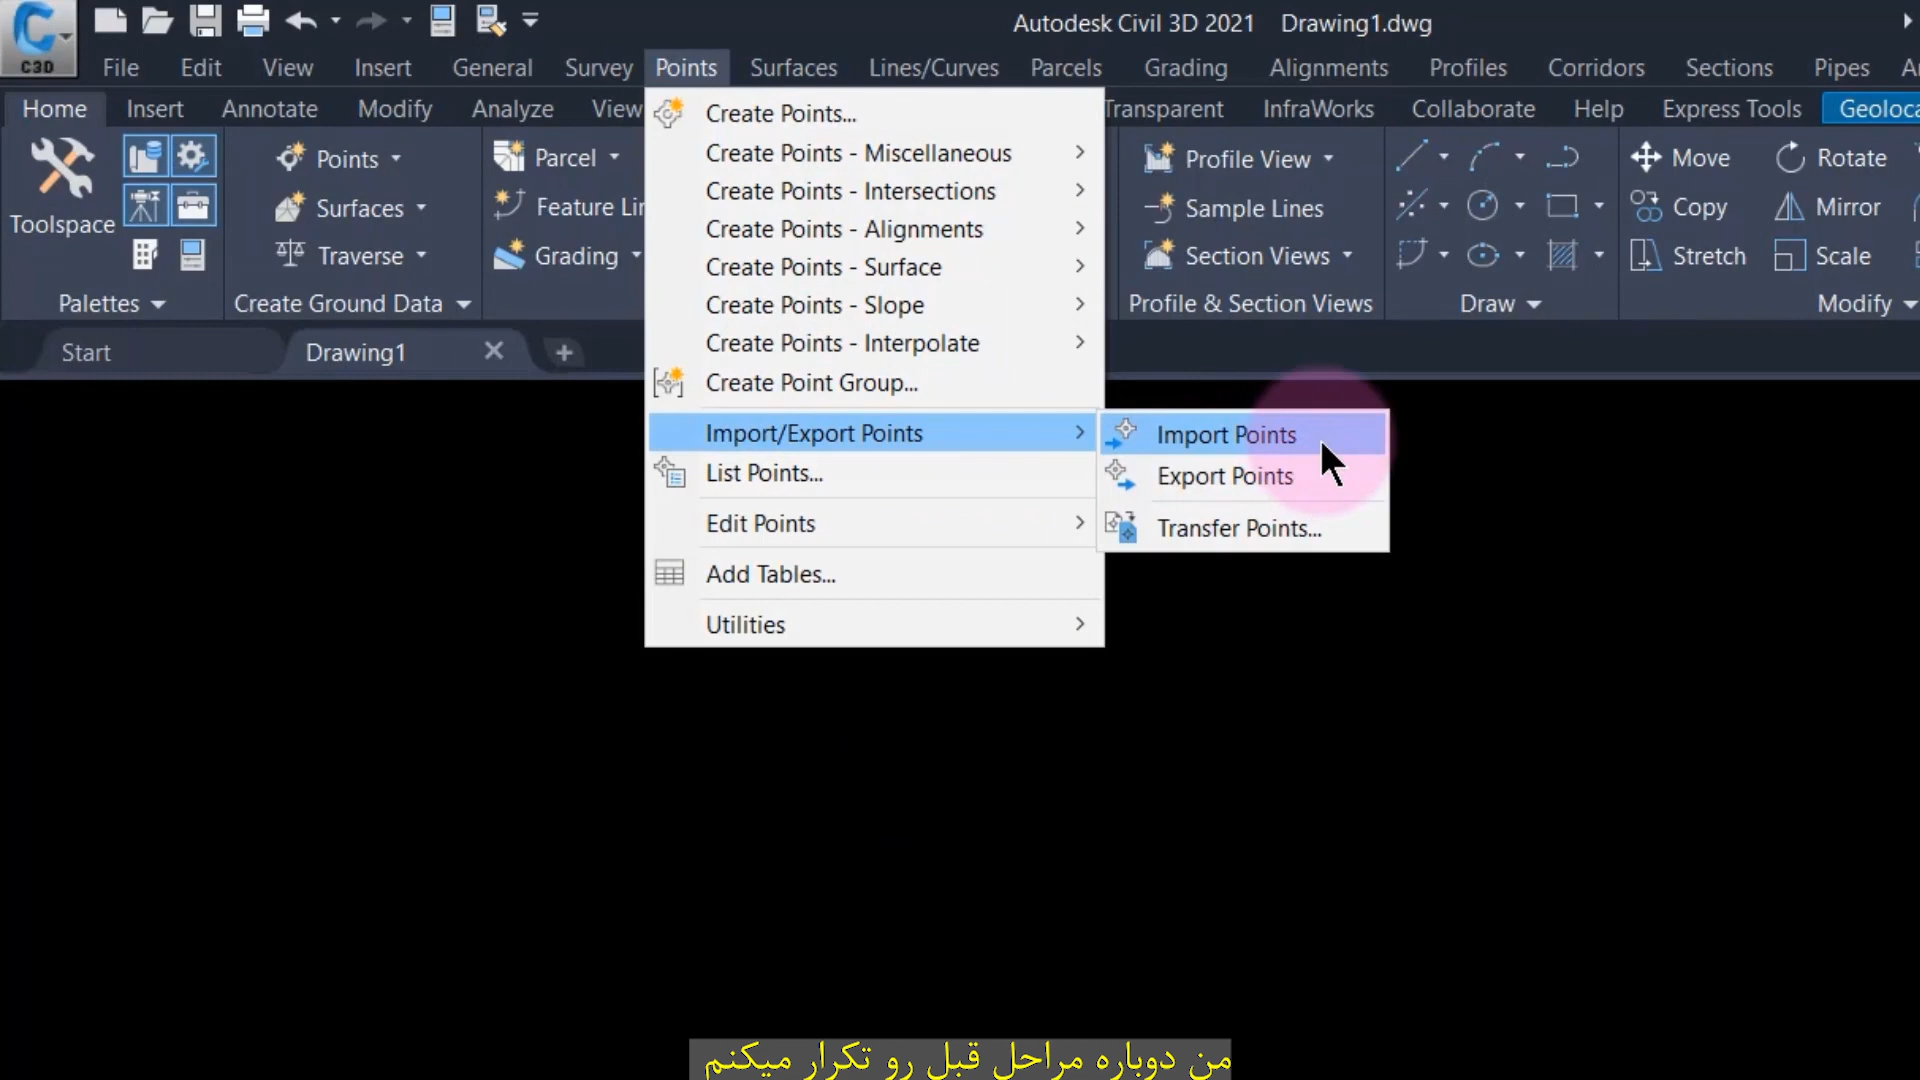 C3D
Autodesk Civil 3D 2021 Drawing1.dwg
File Edit View Insert General Survey Points Surfaces Lines/Curves Parcels Grading Alignments Profiles Corridors Sections Pipes
Home Insert Annotate Modify Analyze View Transparent InfraWorks Collaborate Help Express Tools Geoloca
Toolspace
Palettes
Points
Surfaces
Traverse
Create Ground Data
Parcel
Feature Lin
Grading
Create Points...
Create Points - Miscellaneous
Create Points - Intersections
Create Points - Alignments
Create Points - Surface
Create Points - Slope
Create Points - Interpolate
Create Point Group...
Import/Export Points
List Points...
Edit Points
Add Tables...
Utilities
Import Points
Export Points
Transfer Points...
Profile View
Sample Lines
Section Views
Profile & Section Views
Draw
Move Rotate
Copy Mirror
Stretch Scale
Modify
Start Drawing1
من دوباره مراحل قبل رو تکرار میکنم